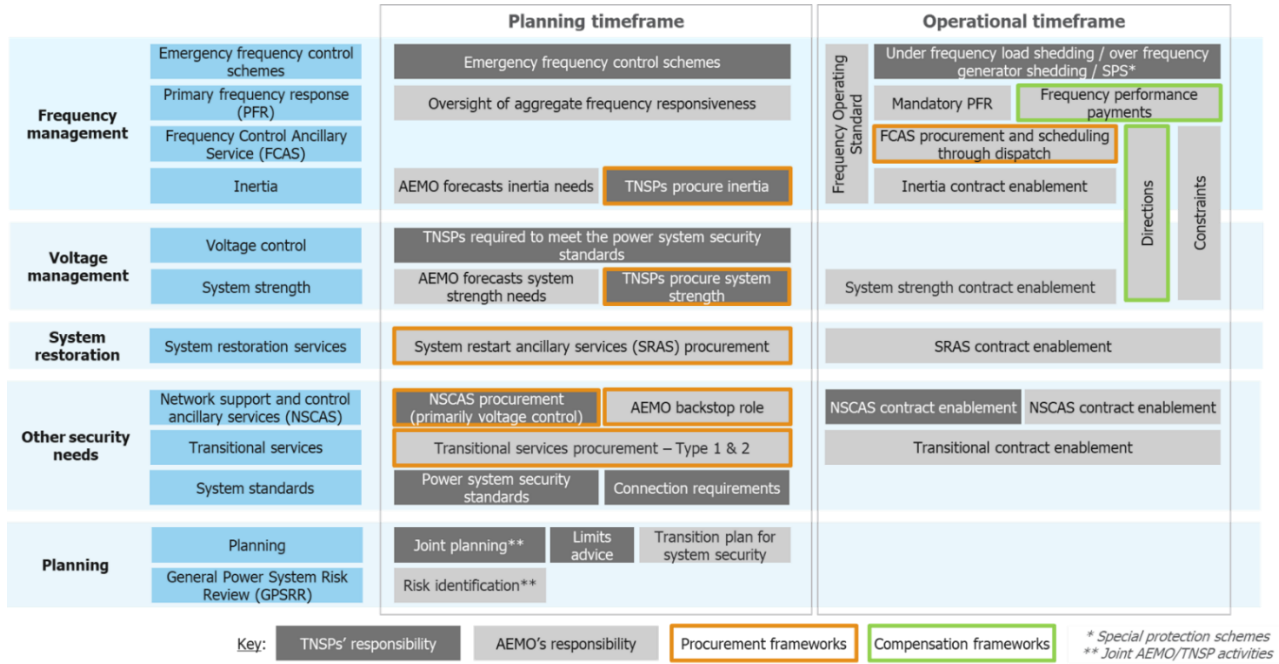 Planning timeframe
Operational timeframe
Frequency
management
Emergency frequency control
schemes
Emergency frequency control schemes
Frequency Operating
Standard
Under frequency load shedding / over frequency
generator shedding / SPS*
Primary frequency response
(PFR)
Oversight of aggregate frequency responsiveness
Mandatory PFR
Frequency performance
payments
Frequency Control Ancillary
Service (FCAS)
FCAS procurement and scheduling
through dispatch
Directions
Constraints
Inertia
AEMO forecasts inertia needs
TNSPs procure inertia
Inertia contract enablement
Voltage
management
Voltage control
TNSPs required to meet the power system security
standards
System strength
AEMO forecasts system
strength needs
TNSPs procure system
strength
System strength contract enablement
System
restoration
System restoration services
System restart ancillary services (SRAS) procurement
SRAS contract enablement
Other security
needs
Network support and control
ancillary services (NSCAS)
NSCAS procurement
(primarily voltage control)
AEMO backstop role
NSCAS contract enablement
NSCAS contract enablement
Transitional services
Transitional services procurement – Type 1 & 2
Transitional contract enablement
System standards
Power system security
standards
Connection requirements
Planning
Planning
Joint planning**
Limits
advice
Transition plan for
system security
General Power System Risk
Review (GPSRR)
Risk identification**
Key:
TNSPs' responsibility
AEMO's responsibility
Procurement frameworks
Compensation frameworks
* Special protection schemes
** Joint AEMO/TNSP activities